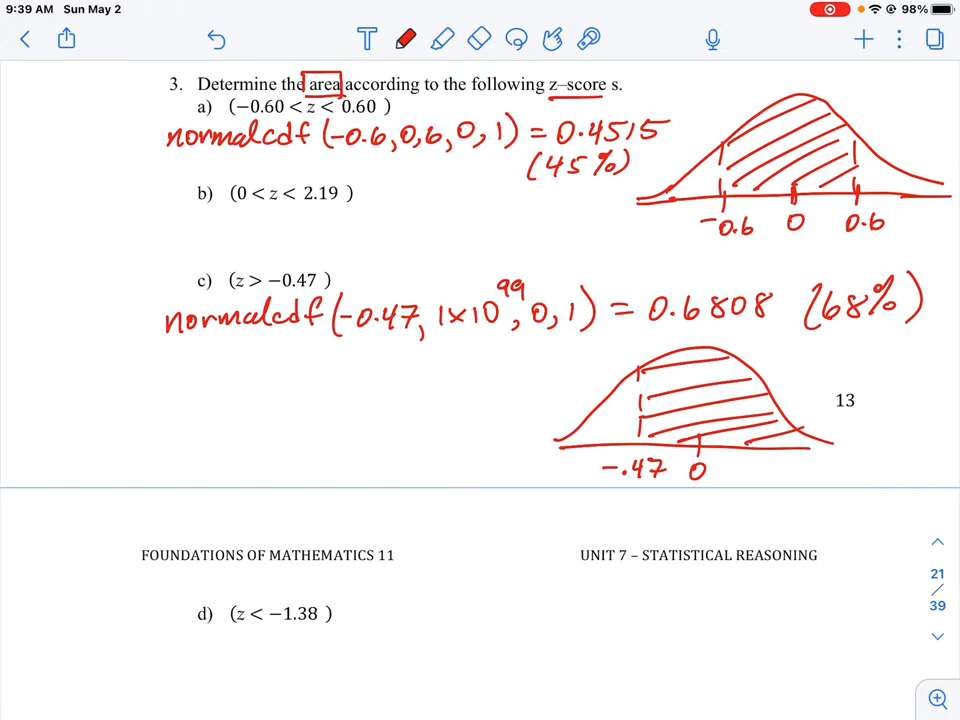 9:39 AM Sun May 2
98%
T
3. Determine the area according to the following z–score s.
a) (−0.60 < z < 0.60 )
normalcdf (-0.6, 0,6, 0, 1) = 0.4515
(45%)
-0.6 0 0.6
b) (0 < z < 2.19 )
c) (z > −0.47 )
normalcdf (-0.47, 1x10^99, 0, 1) = 0.6808 (68%)
-.47 0
13
FOUNDATIONS OF MATHEMATICS 11 UNIT 7 – STATISTICAL REASONING
21
/
39
d) (z < −1.38 )